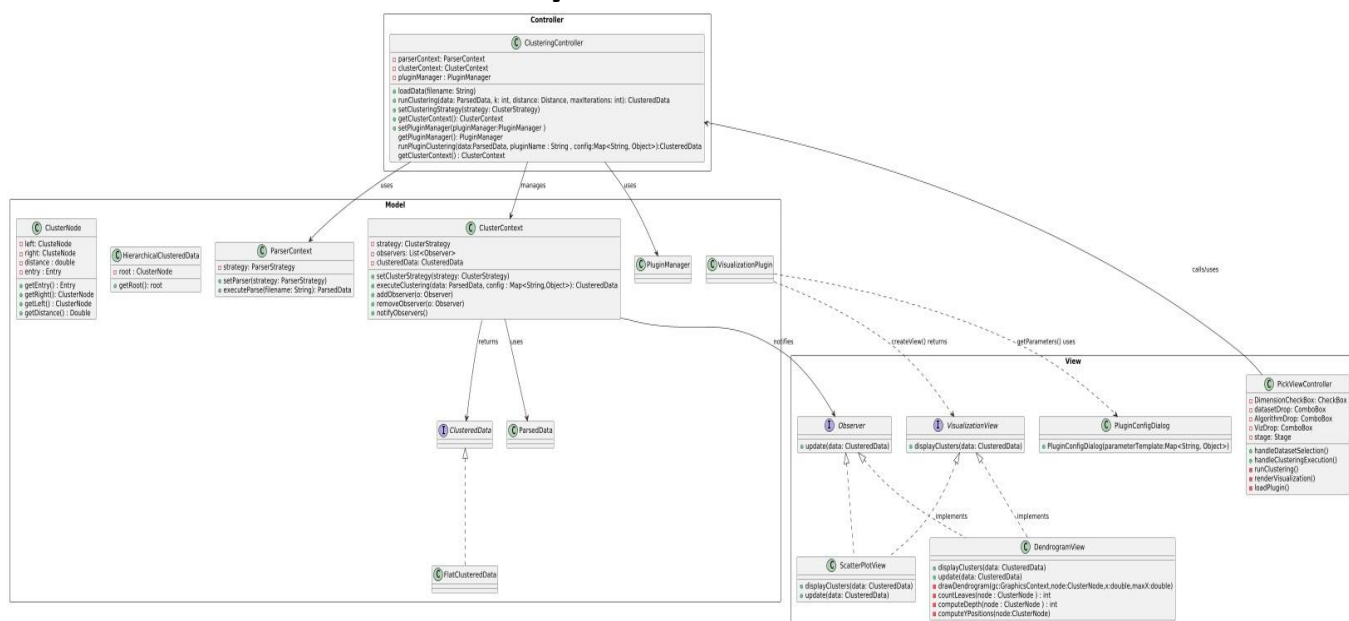 Controller
C ClusteringController
parserContext: ParserContext
clusterContext: ClusterContext
pluginManager : PluginManager
loadData(filename: String)
runClustering(data: ParsedData, k: int, distance: Distance, maxIterations: int): ClusteredData
setClusteringStrategy(strategy: ClusterStrategy)
getClusterContext(): ClusterContext
setPluginManager(pluginManager:PluginManager )
getPluginManager(): PluginManager
runPluginClustering(data:ParsedData, pluginName : String , config:Map<String, Object>):ClusteredData
getClusterContext() : ClusterContext
uses
manages
uses
calls/uses
Model
C ClusterNode
left: ClusteNode
right: ClusteNode
distance : double
entry : Entry
getEntry() : Entry
getRight(): ClusterNode
getLeft() : ClusterNode
getDistance() : Double
C HierarchicalClusteredData
root : ClusterNode
getRoot(): root
C ParserContext
strategy: ParserStrategy
setParser(strategy: ParserStrategy)
executeParse(filename: String): ParsedData
C ClusterContext
strategy: ClusterStrategy
observers: List<Observer>
clusteredData: ClusteredData
setClusterStrategy(strategy: ClusterStrategy)
executeClustering(data: ParsedData, config : Map<String,Object>): ClusteredData
addObserver(o: Observer)
removeObserver(o: Observer)
notifyObservers()
C PluginManager
C VisualizationPlugin
returns
uses
notifies
createView() returns
getParameters() uses
I ClusteredData
C ParsedData
C FlatClusteredData
View
I Observer
update(data: ClusteredData)
I VisualizationView
displayClusters(data: ClusteredData)
C PluginConfigDialog
PluginConfigDialog(parameterTemplate:Map<String, Object>)
C PickViewController
DimensionCheckBox: CheckBox
datasetDrop: ComboBox
AlgorithmDrop: ComboBox
VizDrop: ComboBox
stage: Stage
handleDatasetSelection()
handleClusteringExecution()
runClustering()
renderVisualization()
loadPlugin()
implements
implements
C ScatterPlotView
displayClusters(data: ClusteredData)
update(data: ClusteredData)
C DendrogramView
displayClusters(data: ClusteredData)
update(data: ClusteredData)
drawDendrogram(gc:GraphicsContext,node:ClusterNode,x:double,maxX:double)
countLeaves(node : ClusterNode ) : int
computeDepth(node : ClusterNode ) : int
computeYPositions(node:ClusterNode)